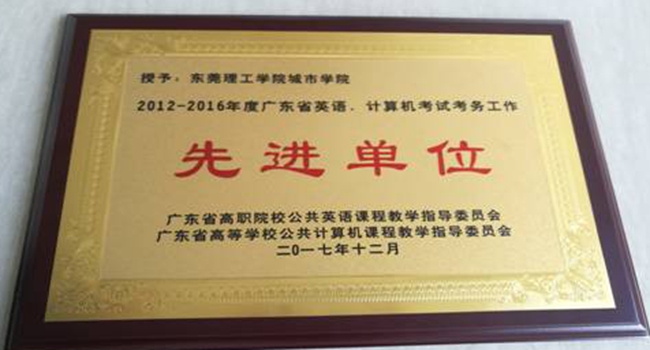 授予：东莞理工学院城市学院
2012-2016年度广东省英语、计算机考试考务工作
先进单位
广东省高职院校公共英语课程教学指导委员会
广东省高等学校公共计算机课程教学指导委员会
二0一七年十二月